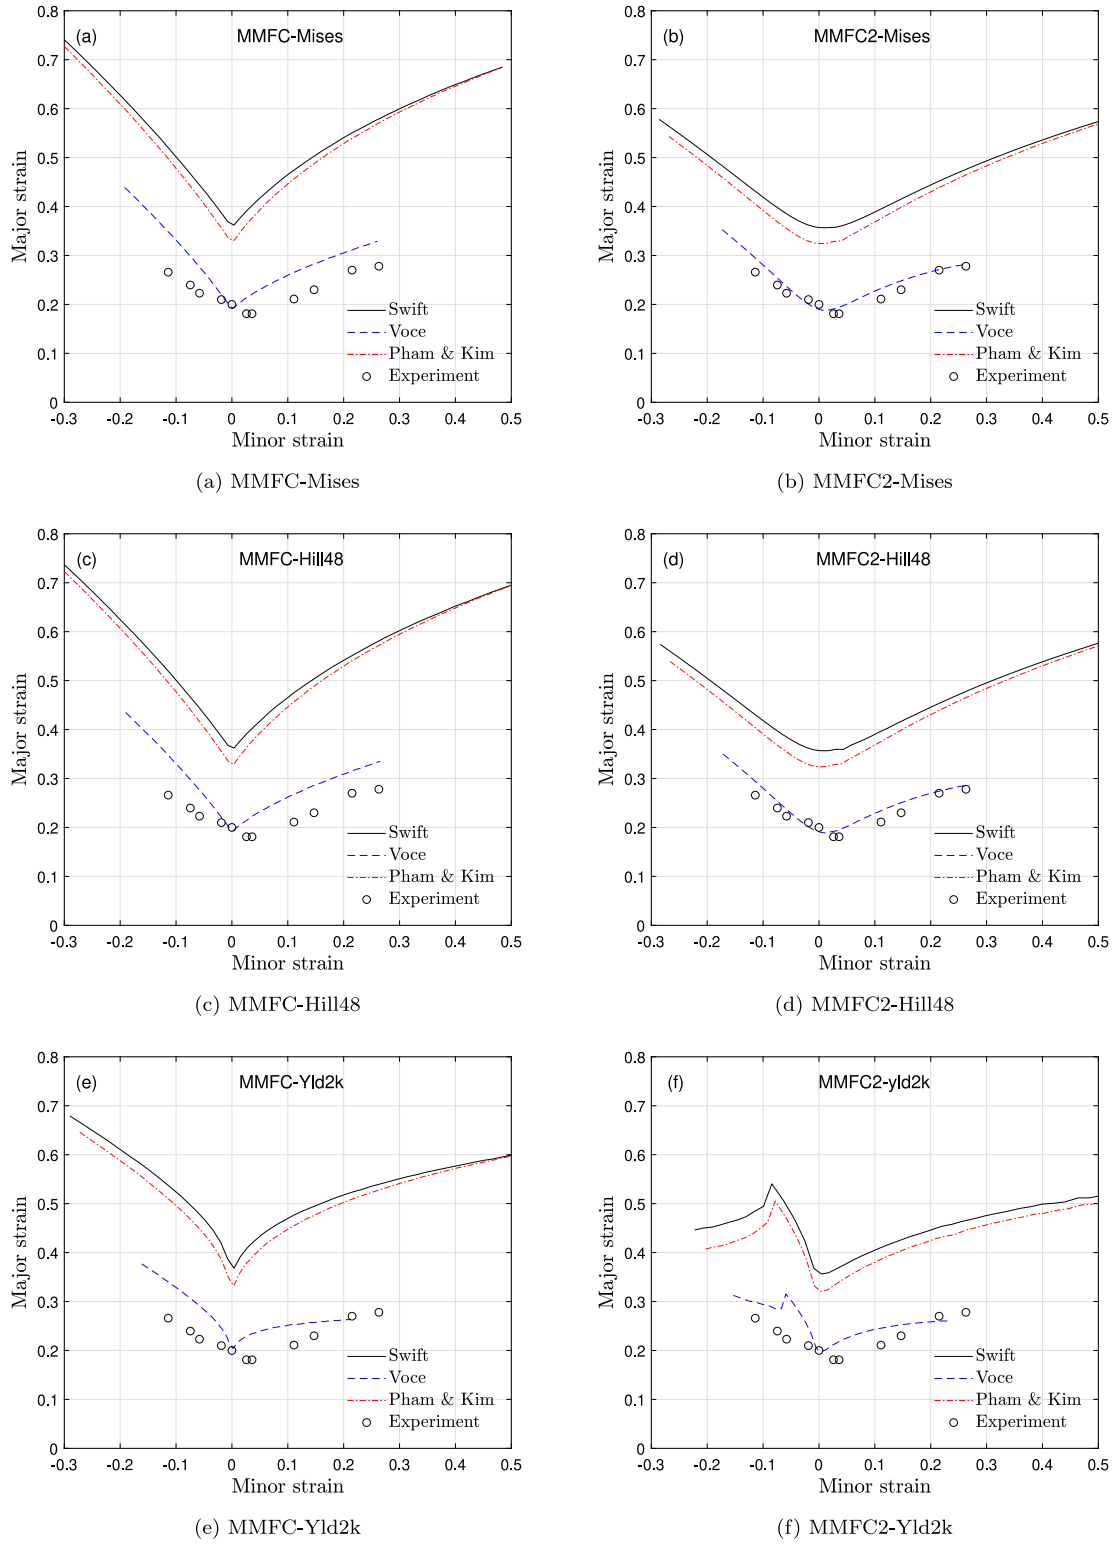 (a) MMFC-Mises
0.8
0.7
0.6
0.5
0.4
0.3
0.2
0.1
0
Major strain
Swift
Voce
Pham & Kim
Experiment
-0.3 -0.2 -0.1 0 0.1 0.2 0.3 0.4 0.5
Minor strain
(a) MMFC-Mises
(b) MMFC2-Mises
0.8
0.7
0.6
0.5
0.4
0.3
0.2
0.1
0
Major strain
Swift
Voce
Pham & Kim
Experiment
-0.3 -0.2 -0.1 0 0.1 0.2 0.3 0.4 0.5
Minor strain
(b) MMFC2-Mises
(c) MMFC-Hill48
0.8
0.7
0.6
0.5
0.4
0.3
0.2
0.1
0
Major strain
Swift
Voce
Pham & Kim
Experiment
-0.3 -0.2 -0.1 0 0.1 0.2 0.3 0.4 0.5
Minor strain
(c) MMFC-Hill48
(d) MMFC2-Hill48
0.8
0.7
0.6
0.5
0.4
0.3
0.2
0.1
0
Major strain
Swift
Voce
Pham & Kim
Experiment
-0.3 -0.2 -0.1 0 0.1 0.2 0.3 0.4 0.5
Minor strain
(d) MMFC2-Hill48
(e) MMFC-Yld2k
0.8
0.7
0.6
0.5
0.4
0.3
0.2
0.1
0
Major strain
Swift
Voce
Pham & Kim
Experiment
-0.3 -0.2 -0.1 0 0.1 0.2 0.3 0.4 0.5
Minor strain
(e) MMFC-Yld2k
(f) MMFC2-yld2k
0.8
0.7
0.6
0.5
0.4
0.3
0.2
0.1
0
Major strain
Swift
Voce
Pham & Kim
Experiment
-0.3 -0.2 -0.1 0 0.1 0.2 0.3 0.4 0.5
Minor strain
(f) MMFC2-Yld2k